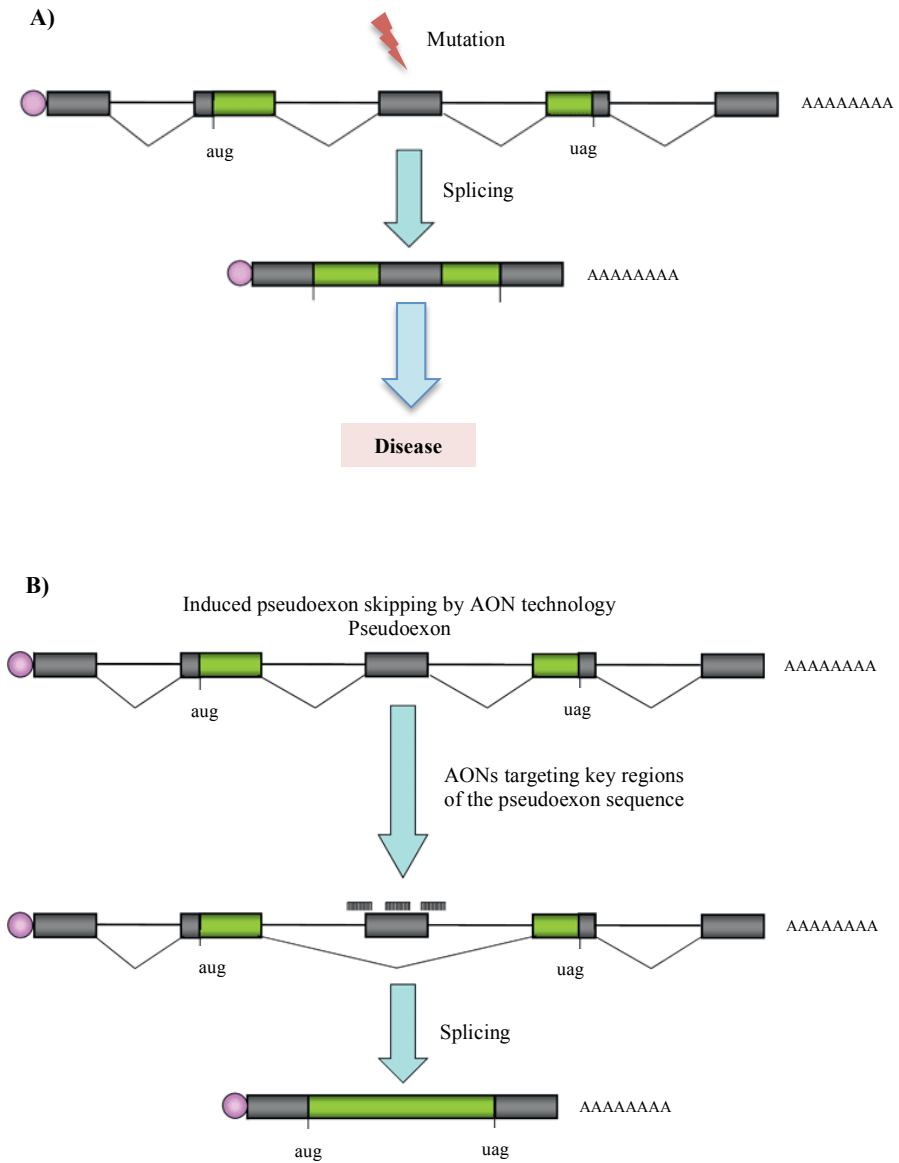 A)
Mutation
AAAAAAAA
aug
uag
Splicing
AAAAAAAA
Disease
B)
Induced pseudoexon skipping by AON technology
Pseudoexon
AAAAAAAA
aug
uag
AONs targeting key regions
of the pseudoexon sequence
AAAAAAAA
aug
uag
Splicing
AAAAAAAA
aug
uag